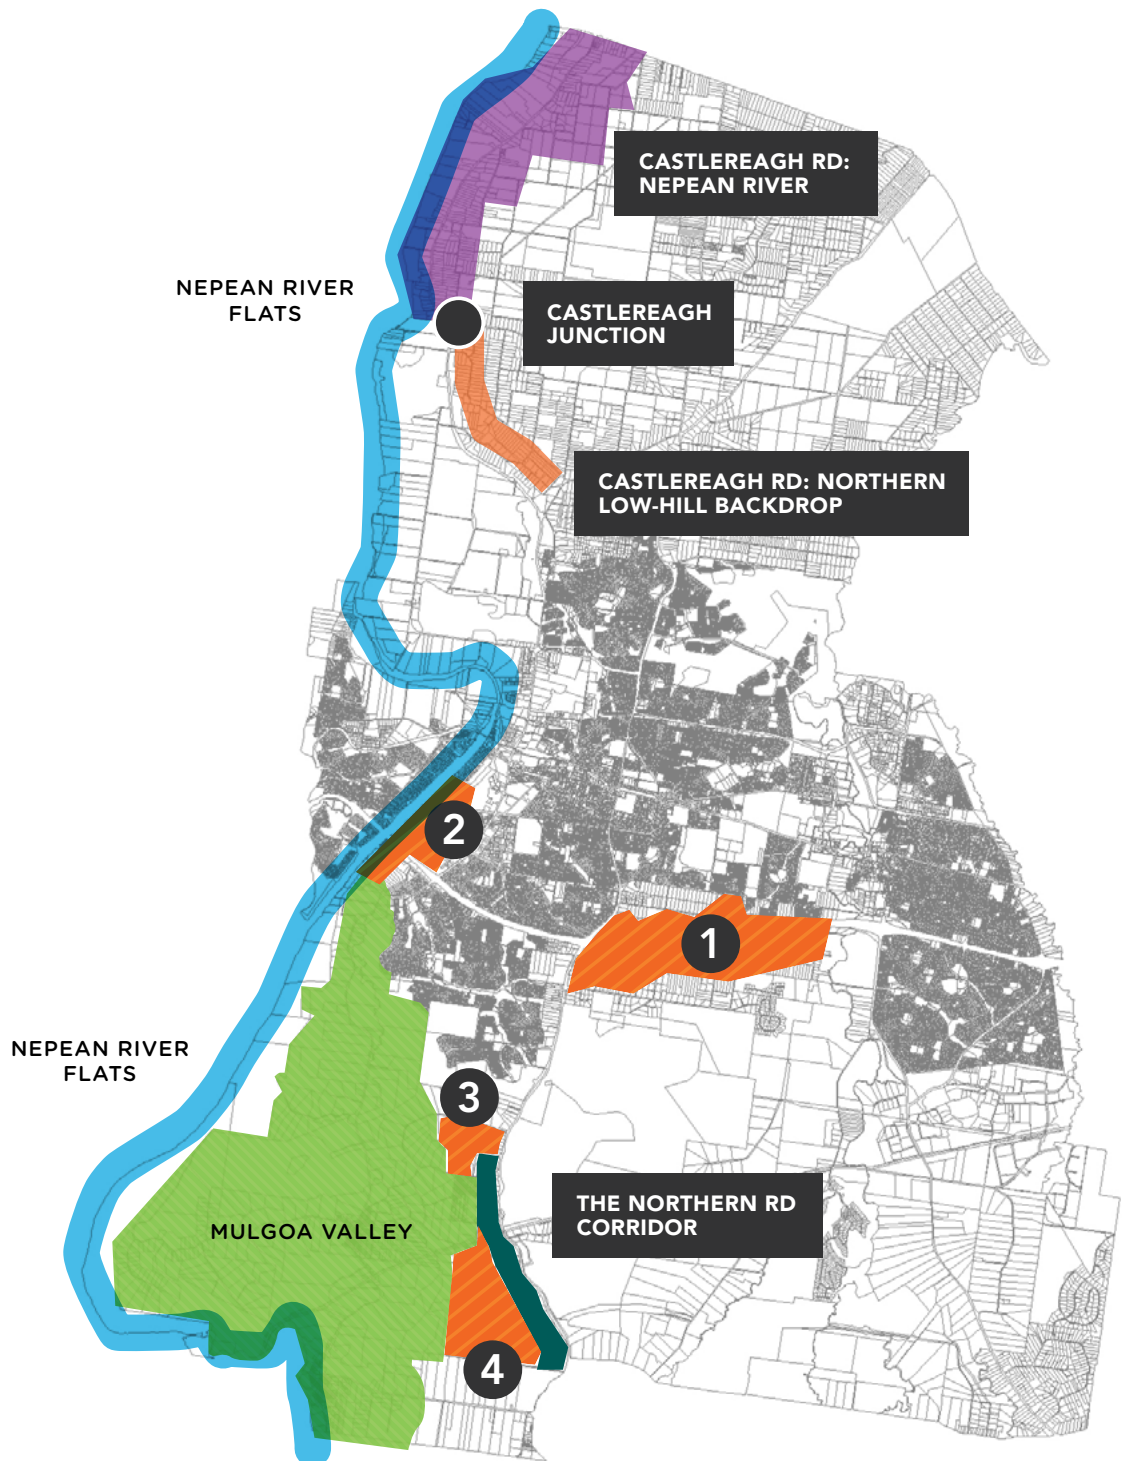 CASTLEREAGH RD:
NEPEAN RIVER
NEPEAN RIVER
FLATS
CASTLEREAGH
JUNCTION
CASTLEREAGH RD: NORTHERN
LOW-HILL BACKDROP
2
1
NEPEAN RIVER
FLATS
3
THE NORTHERN RD
CORRIDOR
MULGOA VALLEY
4